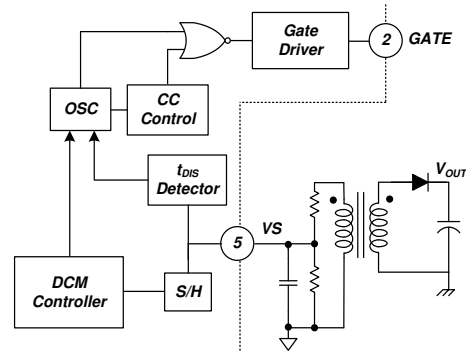 Gate
Driver
2
GATE
OSC
CC
Control
tDIS
Detector
VOUT
5
VS
DCM
Controller
S/H